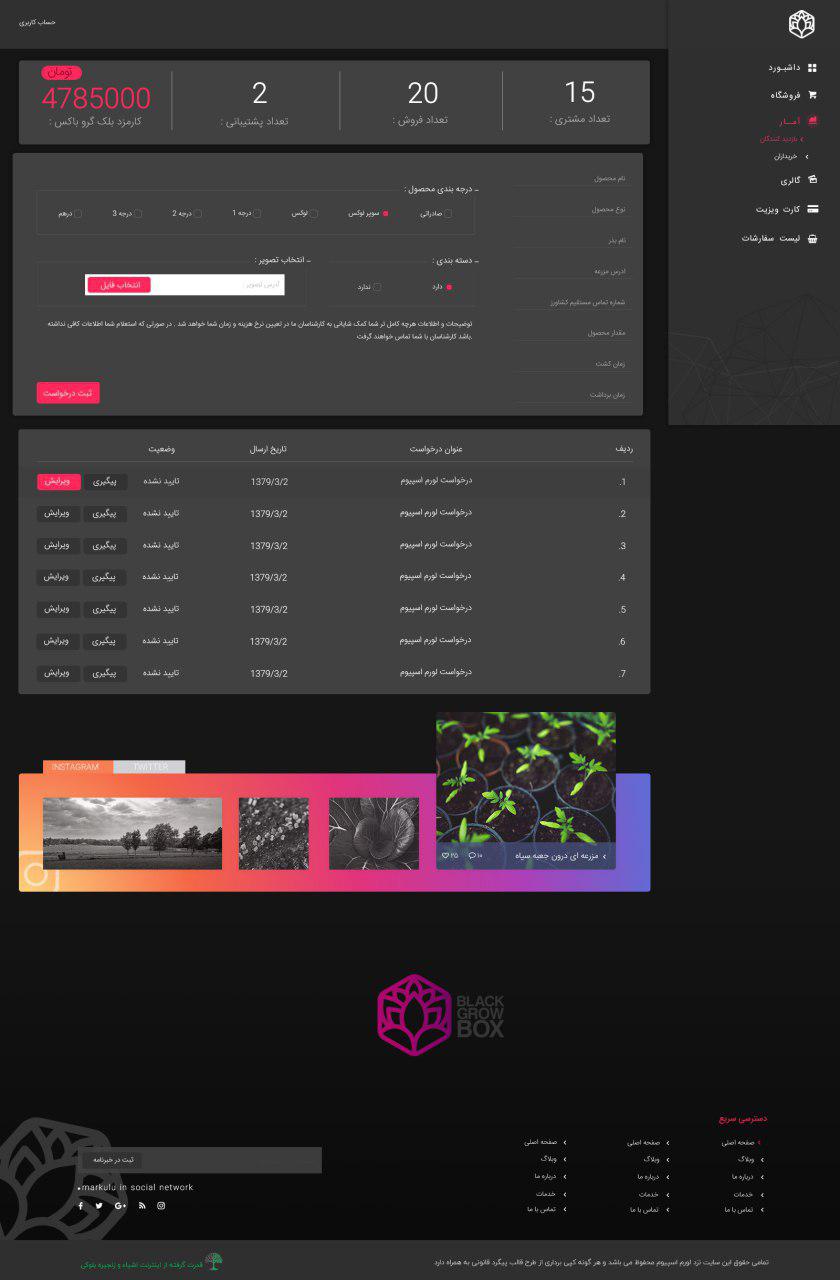 حساب کاربری
داشبورد
فروشگاه
آمار
بازدید کنندگان
خریداران
گالری
کارت ویزیت
لیست سفارشات
15
تعداد مشتری :
20
تعداد فروش :
2
تعداد پشتیبانی :
تومان
4785000
کارمزد بلک گرو باکس :
نام محصول
نوع محصول
نام بذر
ادرس مزرعه
شماره تماس مستقیم کشاورز
مقدار محصول
زمان کشت
زمان برداشت
درجه بندی محصول :
صادراتی سوپر لوکس لوکس درجه 1 درجه 2 درجه 3 درهم
دسته بندی :
دارد ندارد
انتخاب تصویر :
آدرس تصویر : انتخاب فایل
توضیحات و اطلاعات هرچه کامل تر شما کمک شایانی به کارشناسان ما در تعیین نرخ هزینه و زمان شما خواهد شد . در صورتی که استعلام شما اطلاعات کافی نداشته
باشد کارشناسان با شما تماس خواهند گرفت.
ثبت درخواست
ردیف عنوان درخواست تاریخ ارسال وضعیت
1. درخواست لورم اسپیوم 1379/3/2 تایید نشده پیگیری ویرایش
2. درخواست لورم اسپیوم 1379/3/2 تایید نشده پیگیری ویرایش
3. درخواست لورم اسپیوم 1379/3/2 تایید نشده پیگیری ویرایش
4. درخواست لورم اسپیوم 1379/3/2 تایید نشده پیگیری ویرایش
5. درخواست لورم اسپیوم 1379/3/2 تایید نشده پیگیری ویرایش
6. درخواست لورم اسپیوم 1379/3/2 تایید نشده پیگیری ویرایش
7. درخواست لورم اسپیوم 1379/3/2 تایید نشده پیگیری ویرایش
INSTAGRAM TWITTER
مزرعه ای درون جعبه سیاه ۱۰ ۲۵
BLACK
GROW
BOX
دسترسی سریع
صفحه اصلی صفحه اصلی صفحه اصلی
وبلاگ وبلاگ وبلاگ
درباره ما درباره ما درباره ما
خدمات خدمات خدمات
تماس با ما تماس با ما تماس با ما
ثبت در خبرنامه
markulu in social network
تمامی حقوق این سایت نزد لورم اسپیوم محفوظ می باشد و هر گونه کپی برداری از طرح قالب پیگرد قانونی به همراه دارد
قدرت گرفته از اینترنت اشیاء و زنجیره بلوکی